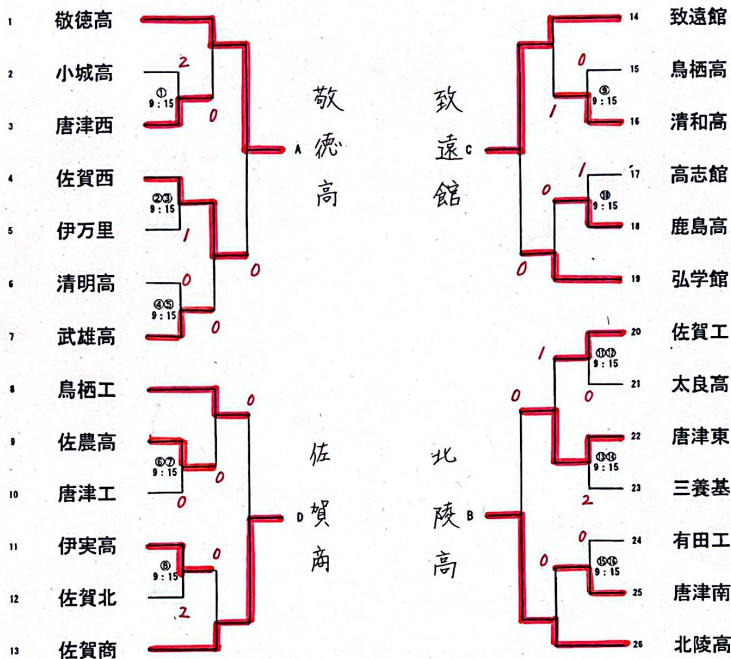 1 敬徳高
2 小城高
2
① 9:15
3 唐津西
0
4 佐賀西
②③ 9:15
5 伊万里
1
6 清明高
0
④⑤ 9:15
7 武雄高
0
0
A 敬徳高
8 鳥栖工
0
9 佐農高
⑥⑦ 9:15
10 唐津工
0
0
11 伊実高
0
⑧ 9:15
12 佐賀北
2
13 佐賀商
D 佐賀商
致遠館 C
14 致遠館
0
15 鳥栖高
⑨ 9:15
1
16 清和高
1
17 高志館
0
⑩ 9:15
18 鹿島高
0
19 弘学館
1
20 佐賀工
1
⑪⑫ 9:15
21 太良高
0
0
22 唐津東
⑬⑭ 9:15
23 三養基
2
北陵高 B
24 有田工
0
0
⑮⑯ 9:15
25 唐津南
26 北陵高